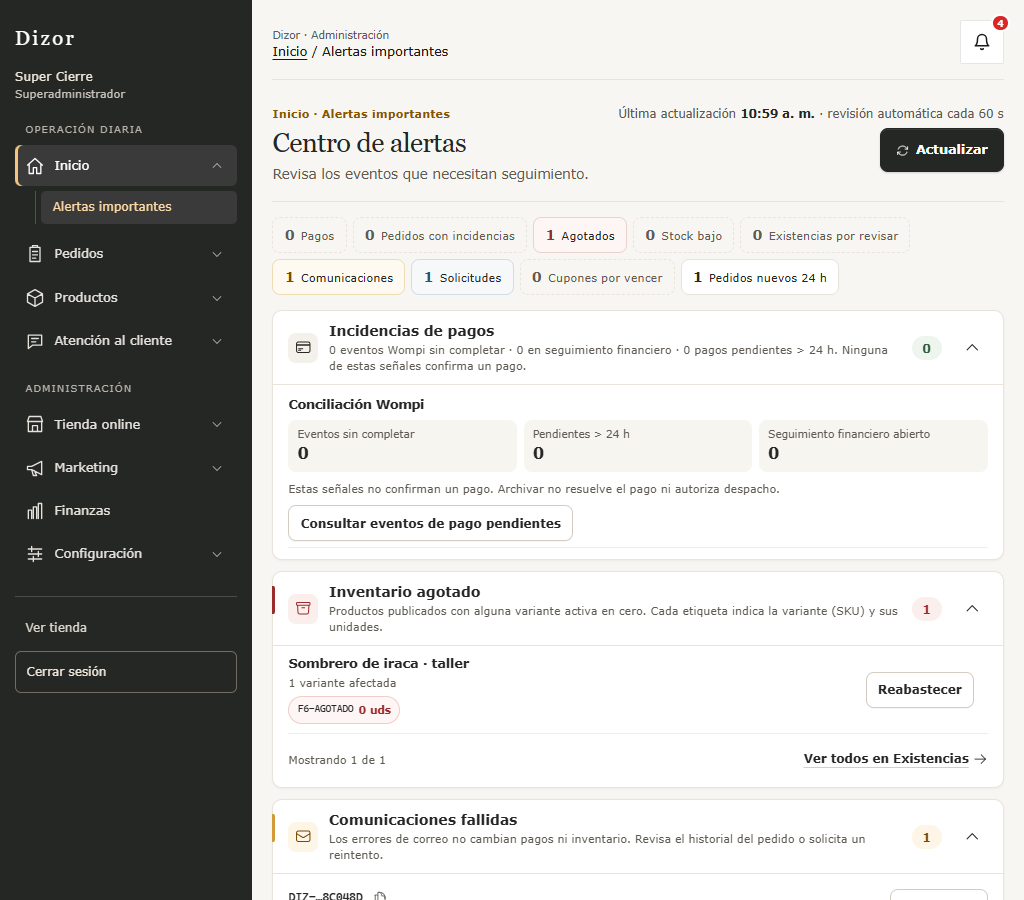 Dizor
Super Cierre
Superadministrador
OPERACIÓN DIARIA
Inicio
Alertas importantes
Pedidos
Productos
Atención al cliente
ADMINISTRACIÓN
Tienda online
Marketing
Finanzas
Configuración
Ver tienda
Cerrar sesión
Dizor · Administración
Inicio / Alertas importantes
4
Inicio · Alertas importantes
Última actualización 10:59 a. m. · revisión automática cada 60 s
Centro de alertas
Actualizar
Revisa los eventos que necesitan seguimiento.
0 Pagos
0 Pedidos con incidencias
1 Agotados
0 Stock bajo
0 Existencias por revisar
1 Comunicaciones
1 Solicitudes
0 Cupones por vencer
1 Pedidos nuevos 24 h
Incidencias de pagos
0 eventos Wompi sin completar · 0 en seguimiento financiero · 0 pagos pendientes > 24 h. Ninguna
de estas señales confirma un pago.
0
Conciliación Wompi
Eventos sin completar
0
Pendientes > 24 h
0
Seguimiento financiero abierto
0
Estas señales no confirman un pago. Archivar no resuelve el pago ni autoriza despacho.
Consultar eventos de pago pendientes
Inventario agotado
Productos publicados con alguna variante activa en cero. Cada etiqueta indica la variante (SKU) y sus
unidades.
1
Sombrero de iraca · taller
1 variante afectada
F6-AGOTADO 0 uds
Reabastecer
Mostrando 1 de 1
Ver todos en Existencias →
Comunicaciones fallidas
Los errores de correo no cambian pagos ni inventario. Revisa el historial del pedido o solicita un
reintento.
1
DIZ-…8C048D